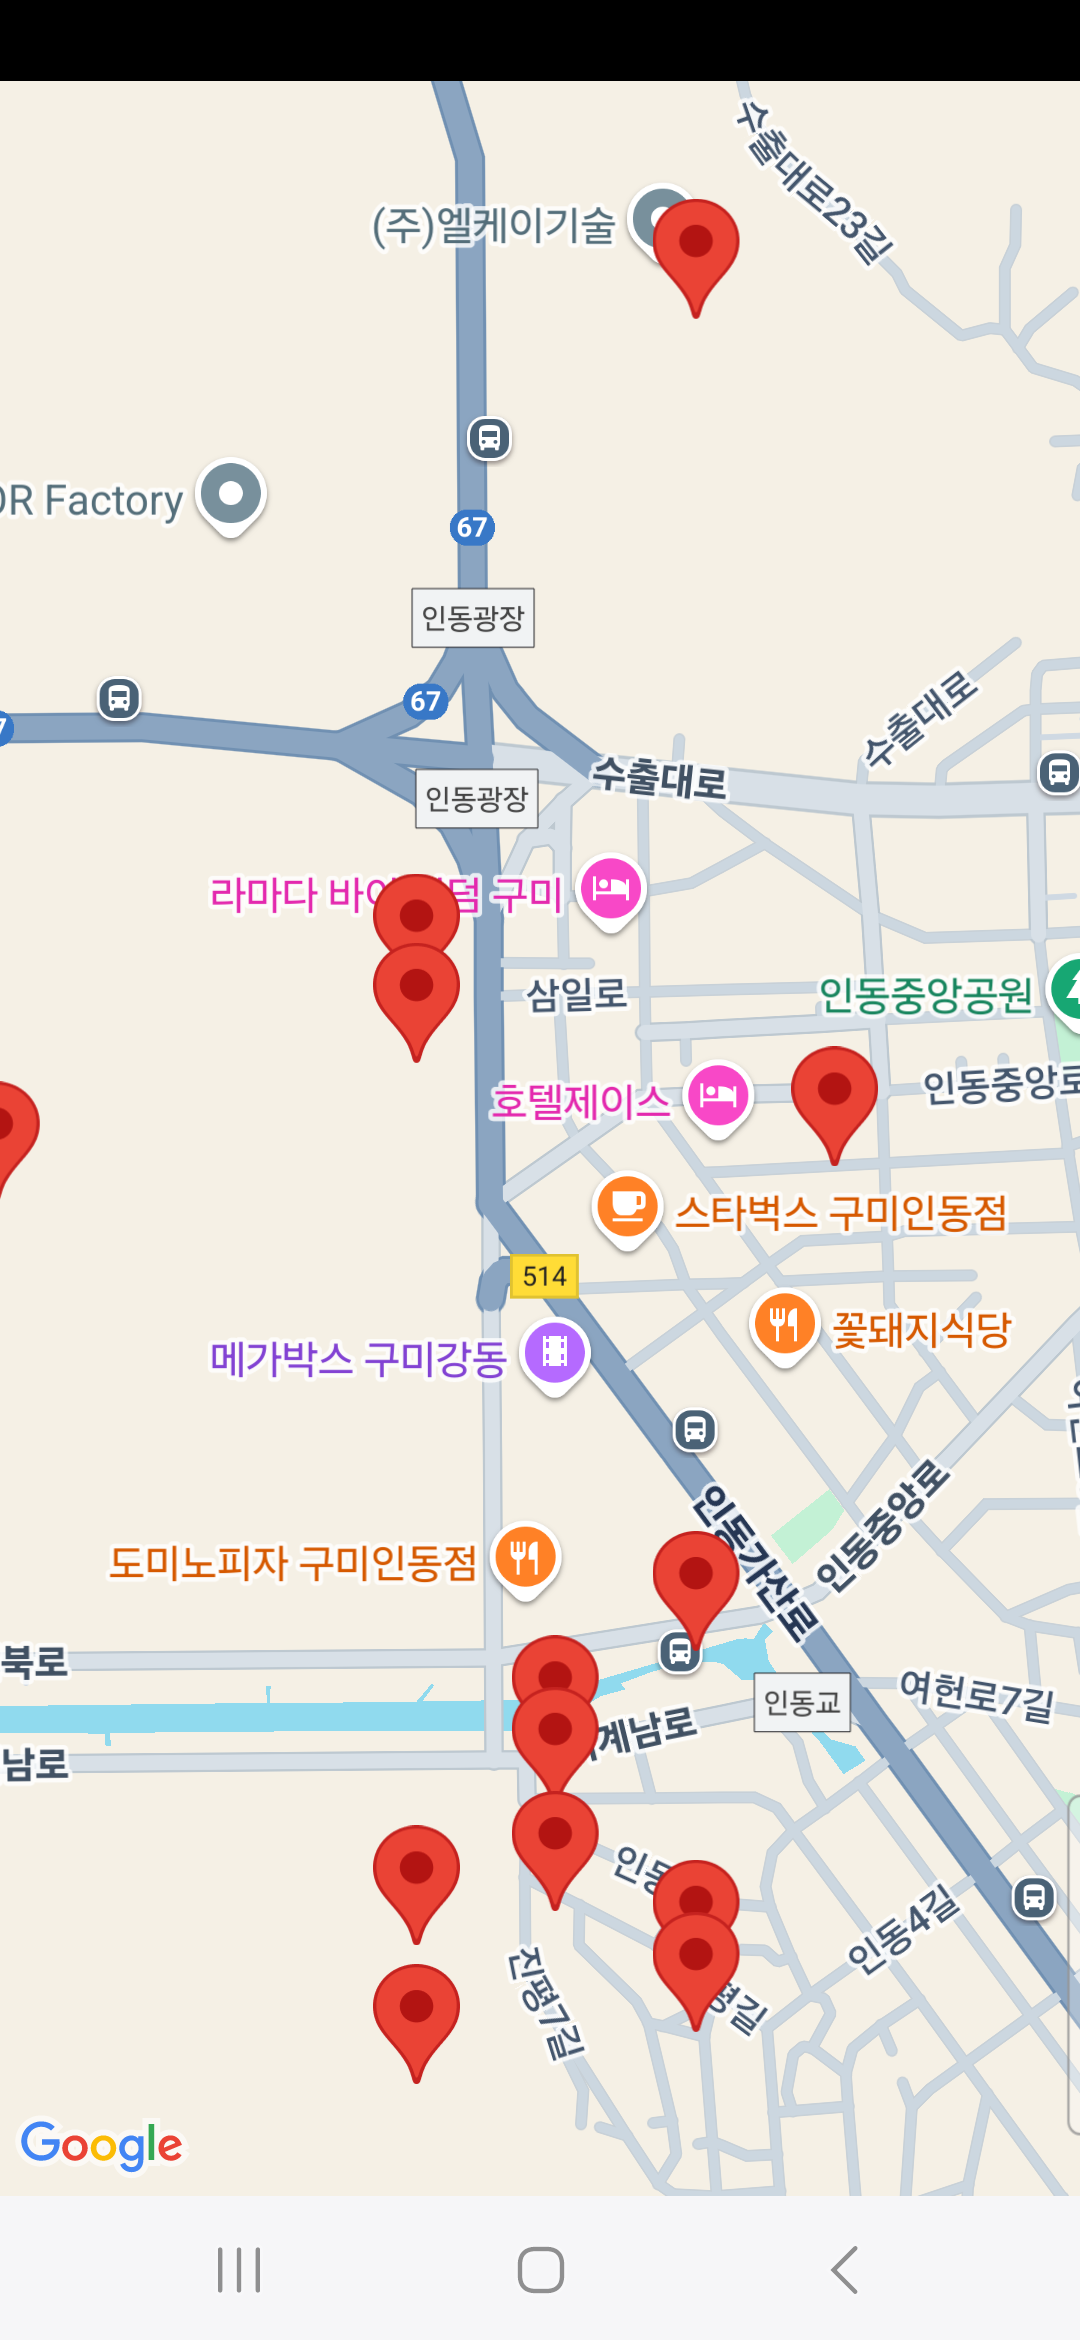 수출대로23길
(주)엘케이기술
OR Factory
67
인동광장
67
수출대로
수출대로
인동광장
구미
삼일로
인동중앙공원
인동중앙로
호텔제이스
스타벅스 구미인동점
514
꽃돼지식당
메가박스 구미강동
인동중앙로
인동가산로
도미노피자 구미인동점
북로
여헌로7길
인동교
계남로
남로
인동4길
진평7길
Google